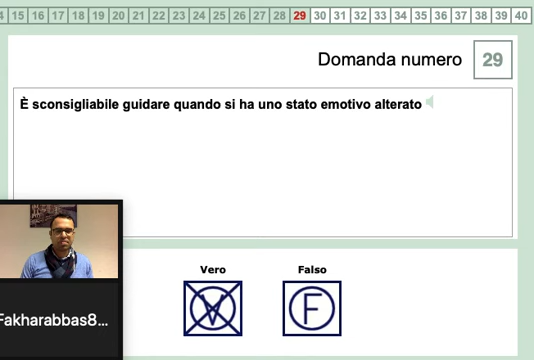 15 16 17 18 19 20 21 22 23 24 25 26 27 28 29 30 31 32 33 34 35 36 37 38 39 40
Domanda numero 29
È sconsigliabile guidare quando si ha uno stato emotivo alterato
Vero Falso
V F
Fakharabbas8...